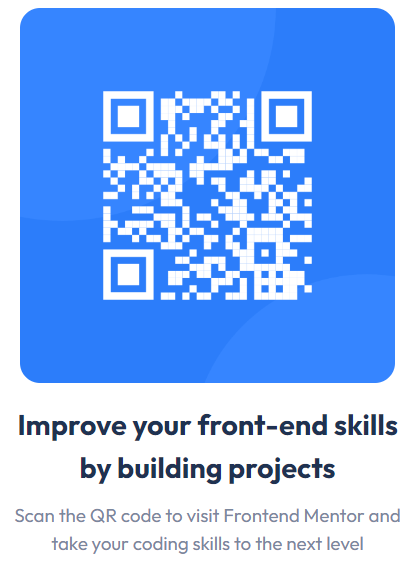 Improve your front-end skills
by building projects
Scan the QR code to visit Frontend Mentor and
take your coding skills to the next level